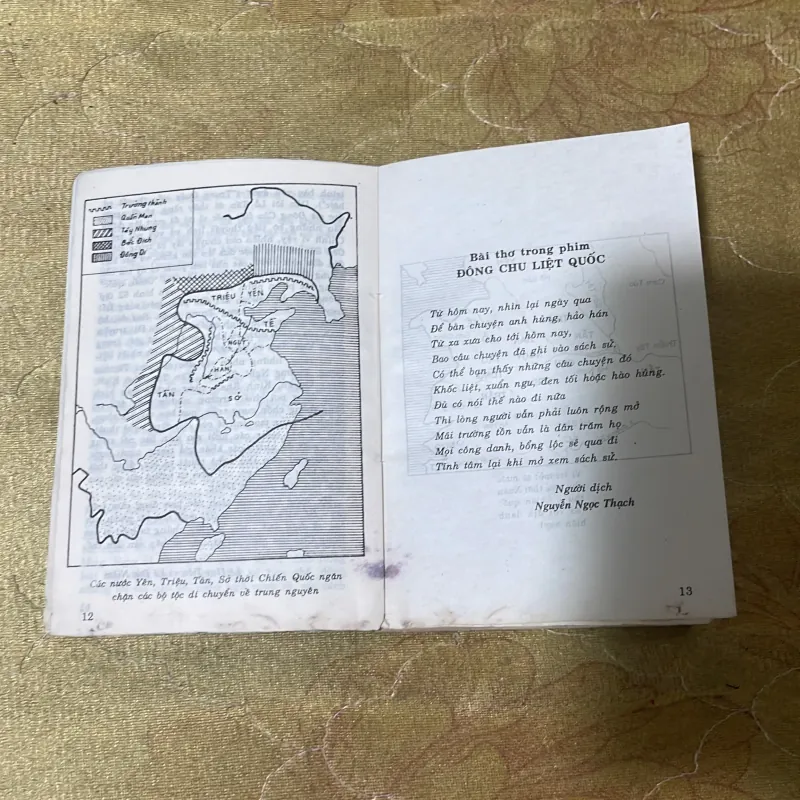 Trường thành
Quần Man
Tây Nhung
Bắc Địch
Đông Di
TRIỆU
YÊN
TỀ
NGỤY
HÀN
TẦN
SỞ
Các nước Yên, Triệu, Tần, Sở thời Chiến Quốc ngăn
chặn các bộ tộc di chuyển về trung nguyên
12
Bài thơ trong phim
ĐÔNG CHU LIỆT QUỐC
Từ hôm nay, nhìn lại ngày qua
Để bàn chuyện anh hùng, hảo hán
Từ xa xưa cho tới hôm nay,
Bao câu chuyện đã ghi vào sách sử,
Có thể bạn thấy những câu chuyện đó
Khốc liệt, xuẩn ngu, đen tối hoặc hào hùng.
Đù có nói thế nào đi nữa
Thì lòng người vẫn phải luôn rộng mở
Mãi trường tồn vẫn là dân trăm họ
Mọi công danh, bổng lộc sẽ qua đi
Tĩnh tâm lại khi mở xem sách sử.
Người dịch
Nguyễn Ngọc Thạch
13